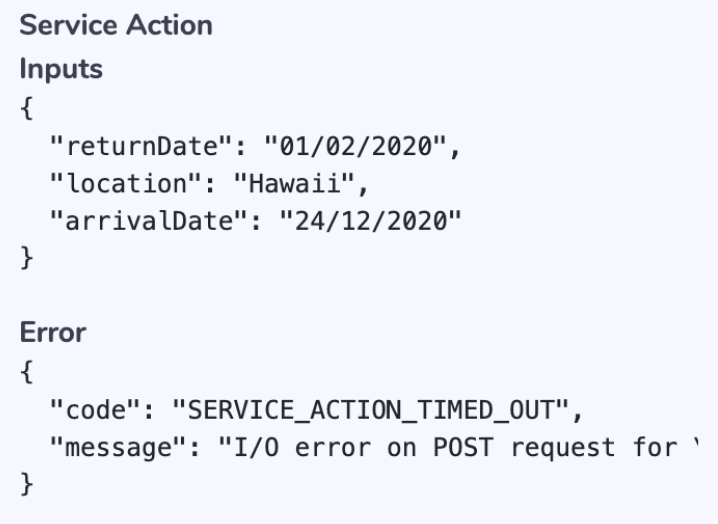 Service Action
Inputs
{
"returnDate": "01/02/2020",
"location": "Hawaii",
"arrivalDate": "24/12/2020"
}
Error
{
"code": "SERVICE_ACTION_TIMED_OUT",
"message": "I/O error on POST request for \
}